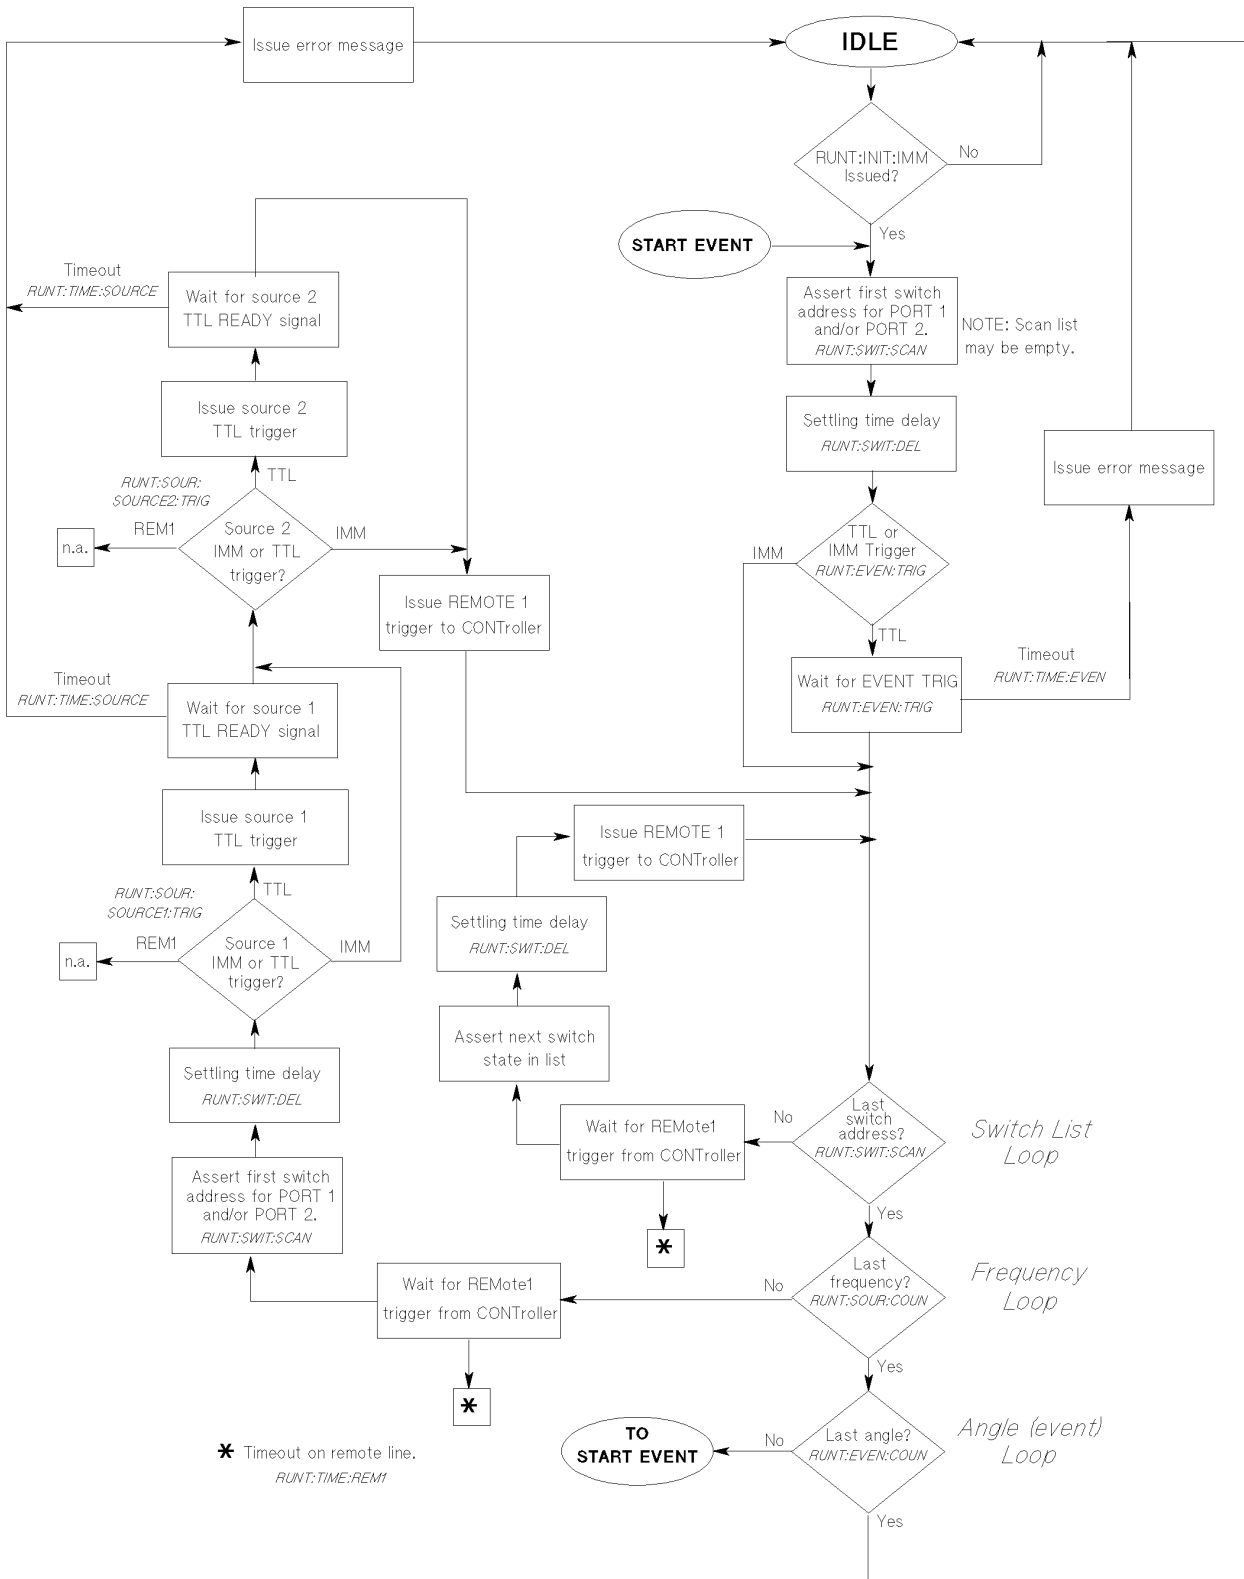 Issue error message
IDLE
RUNT:INIT:IMM
Issued?
No
Yes
START EVENT
Assert first switch
address for PORT 1
and/or PORT 2.
RUNT:SWIT:SCAN
NOTE: Scan list
may be empty.
Settling time delay
RUNT:SWIT:DEL
TTL or
IMM Trigger
RUNT:EVEN:TRIG
IMM
TTL
Wait for EVENT TRIG
RUNT:EVEN:TRIG
Timeout
RUNT:TIME:EVEN
Issue error message
Timeout
RUNT:TIME:SOURCE
Wait for source 2
TTL READY signal
Issue source 2
TTL trigger
RUNT:SOUR:
SOURCE2:TRIG
TTL
REM1
n.a.
Source 2
IMM or TTL
trigger?
IMM
Issue REMOTE 1
trigger to CONTroller
Timeout
RUNT:TIME:SOURCE
Wait for source 1
TTL READY signal
Issue source 1
TTL trigger
RUNT:SOUR:
SOURCE1:TRIG
TTL
REM1
n.a.
Source 1
IMM or TTL
trigger?
IMM
Settling time delay
RUNT:SWIT:DEL
Assert first switch
address for PORT 1
and/or PORT 2.
RUNT:SWIT:SCAN
Issue REMOTE 1
trigger to CONTroller
Settling time delay
RUNT:SWIT:DEL
Assert next switch
state in list
Wait for REMote1
trigger from CONTroller
*
No
Last
switch
address?
RUNT:SWIT:SCAN
Yes
Switch List
Loop
Wait for REMote1
trigger from CONTroller
*
No
Last
frequency?
RUNT:SOUR:COUN
Yes
Frequency
Loop
TO
START EVENT
No
Last angle?
RUNT:EVEN:COUN
Yes
Angle (event)
Loop
* Timeout on remote line.
RUNT:TIME:REM1